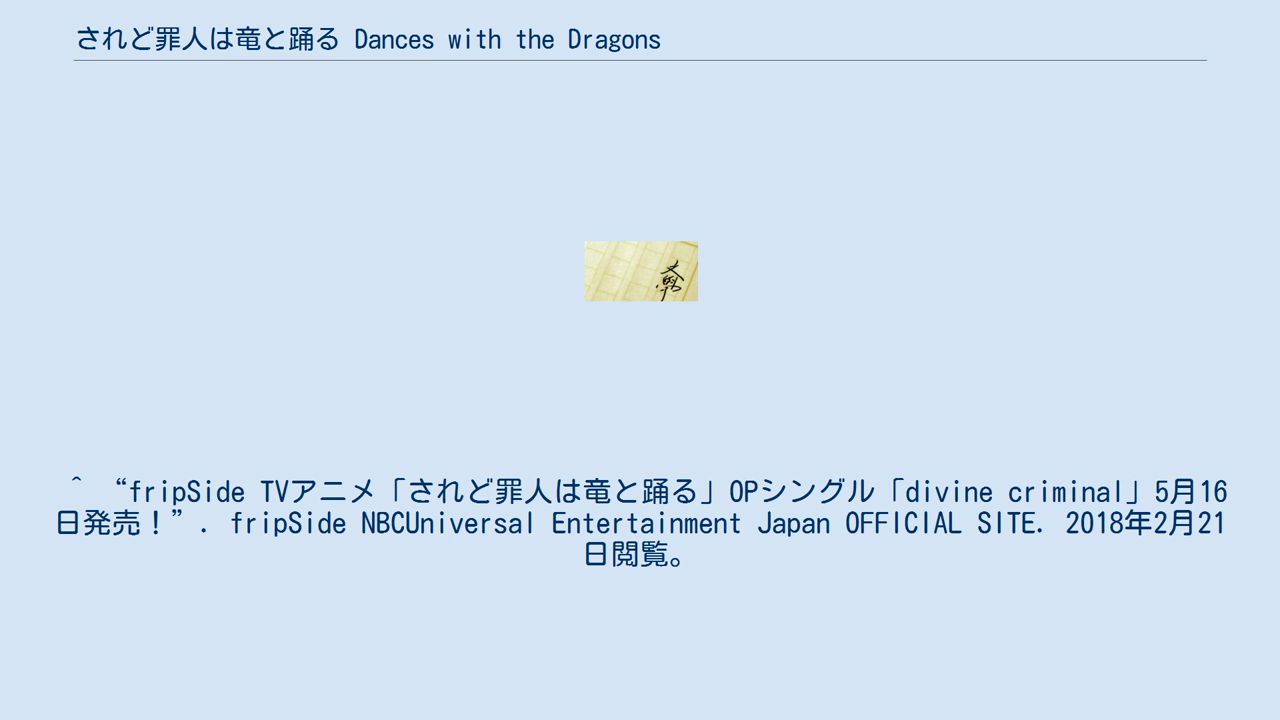 されど罪人は竜と踊る Dances with the Dragons
^ “fripSide TVアニメ「されど罪人は竜と踊る」OPシングル「divine criminal」5月16
日発売！”. fripSide NBCUniversal Entertainment Japan OFFICIAL SITE. 2018年2月21
日閲覧。